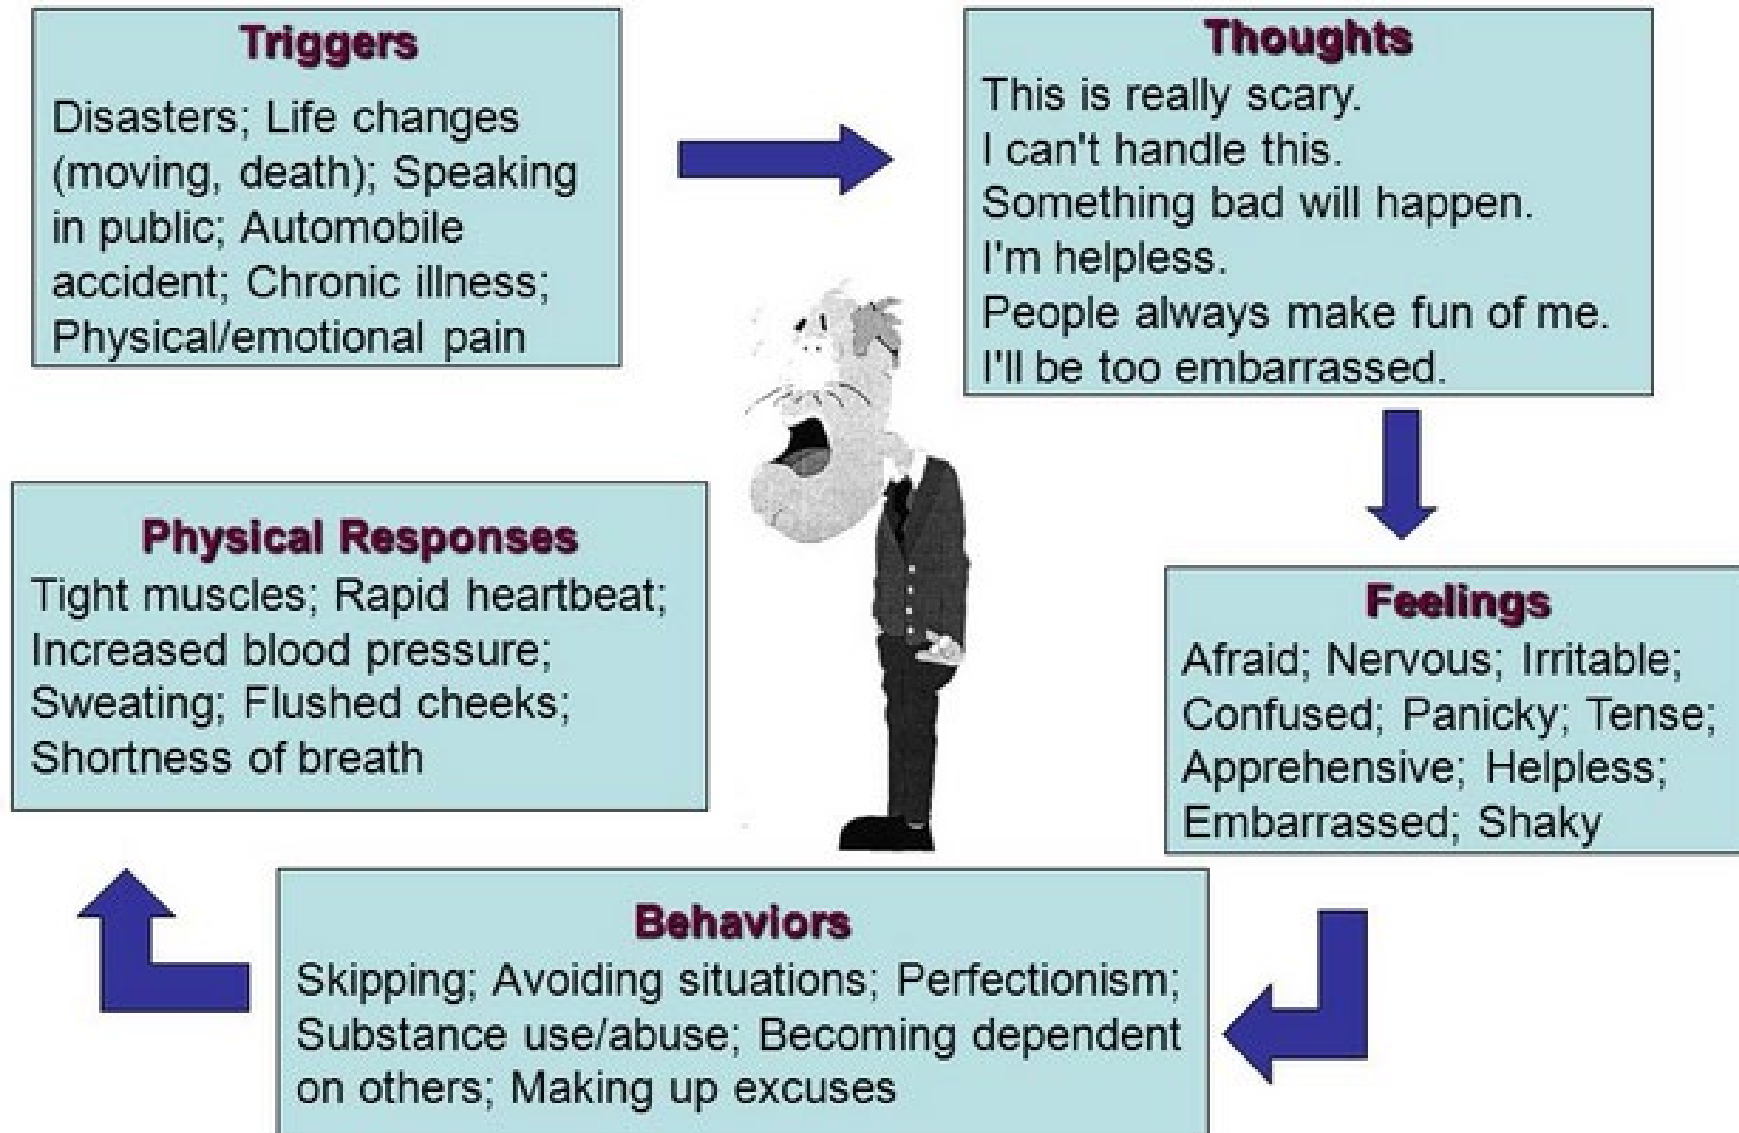 Triggers
Disasters; Life changes
(moving, death); Speaking
in public; Automobile
accident; Chronic illness;
Physical/emotional pain
Thoughts
This is really scary.
I can't handle this.
Something bad will happen.
I'm helpless.
People always make fun of me.
I'll be too embarrassed.
Feelings
Afraid; Nervous; Irritable;
Confused; Panicky; Tense;
Apprehensive; Helpless;
Embarrassed; Shaky
Behaviors
Skipping; Avoiding situations; Perfectionism;
Substance use/abuse; Becoming dependent
on others; Making up excuses
Physical Responses
Tight muscles; Rapid heartbeat;
Increased blood pressure;
Sweating; Flushed cheeks;
Shortness of breath